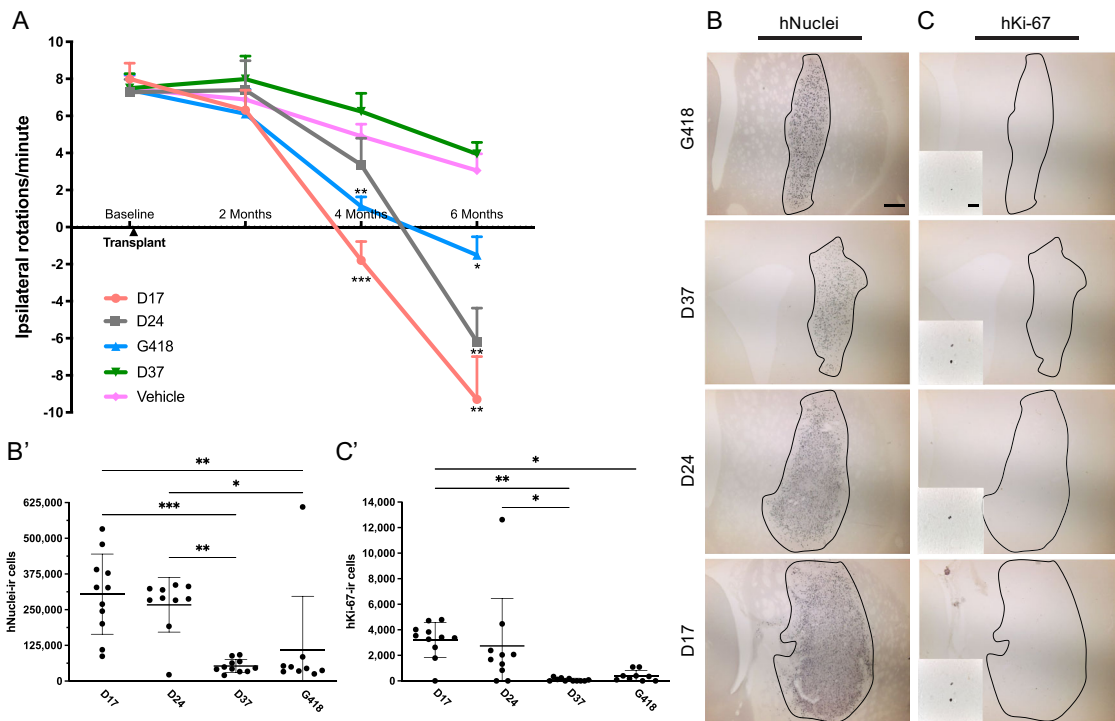 A
Ipsilateral rotations/minute
10
8
6
4
2
0
-2
-4
-6
-8
-10
Baseline
2 Months
4 Months
6 Months
Transplant
**
***
*
**
**
D17
D24
G418
D37
Vehicle
B
hNuclei
C
hKi-67
G418
D37
D24
D17
B’
hNuclei-ir cells
625,000
500,000
375,000
250,000
125,000
0
**
*
***
**
D17
D24
D37
G418
C’
hKi-67-ir cells
14,000
12,000
10,000
8,000
6,000
4,000
2,000
0
*
**
*
D17
D24
D37
G418